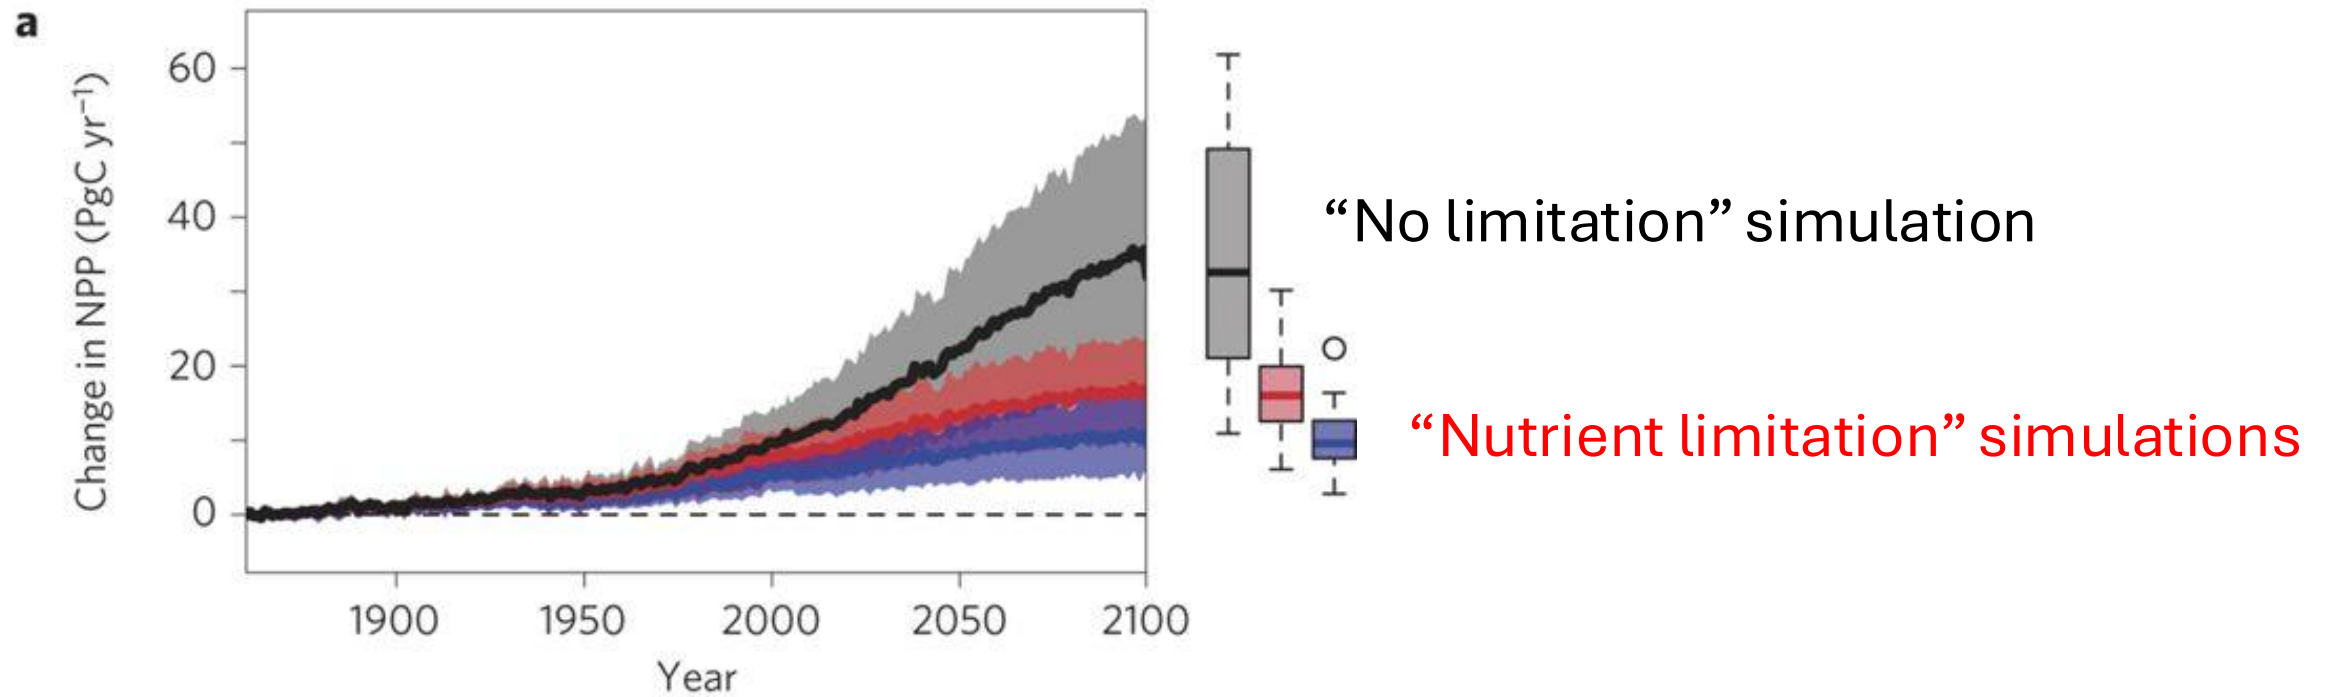 a
Change in NPP (PgC yr⁻¹)
60
40
20
0
1900 1950 2000 2050 2100
Year
“No limitation” simulation
“Nutrient limitation” simulations